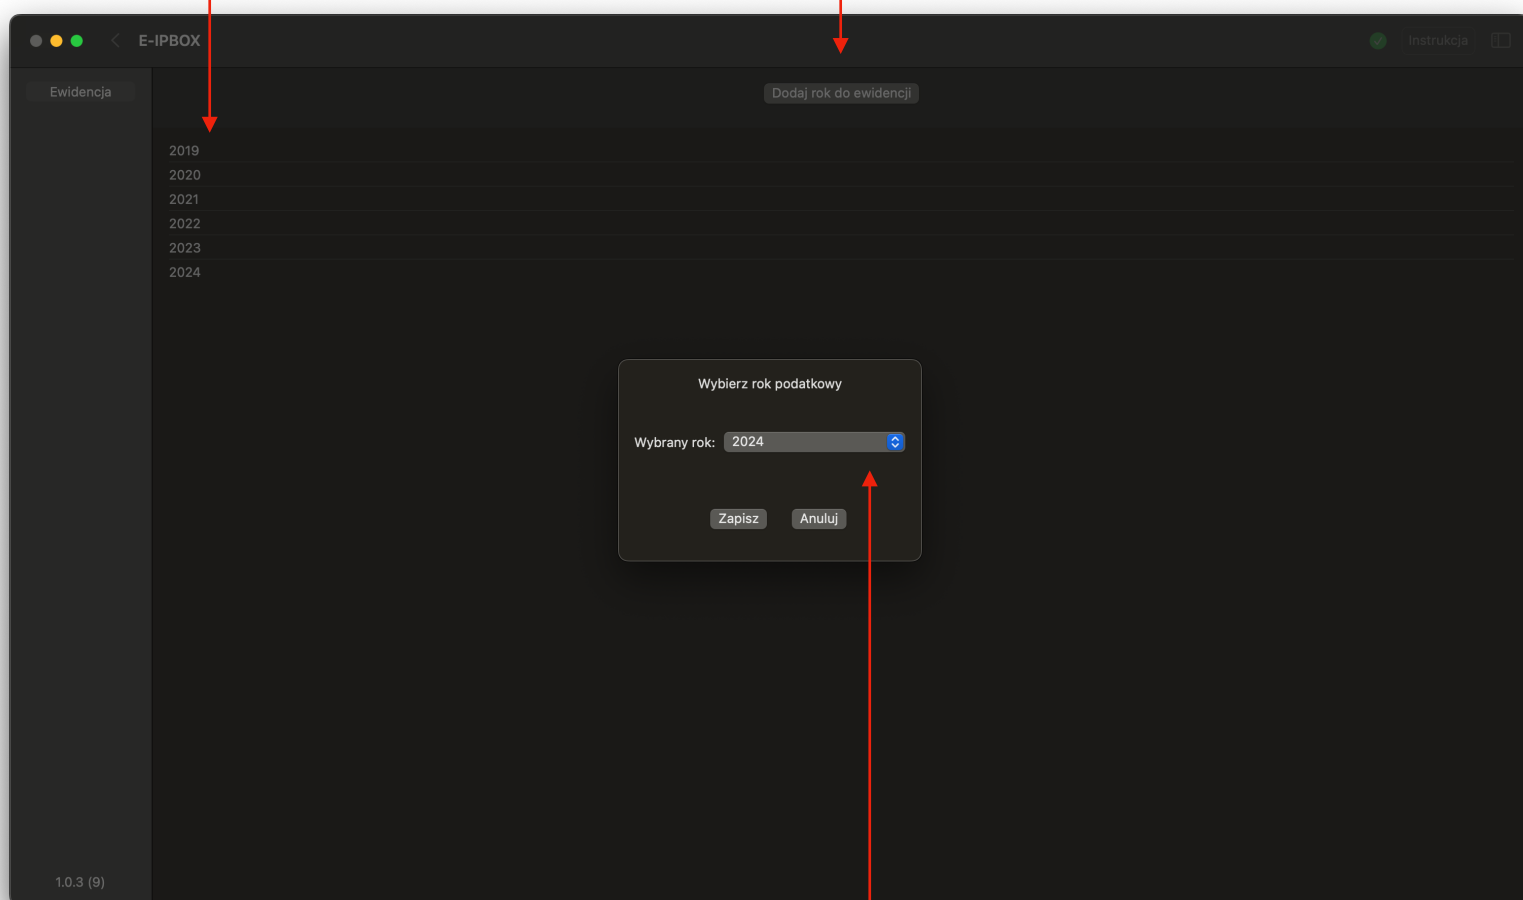 E-IPBOX
Instrukcja
Ewidencja
Dodaj rok do ewidencji
2019
2020
2021
2022
2023
2024
Wybierz rok podatkowy
Wybrany rok: 2024
Zapisz Anuluj
1.0.3 (9)